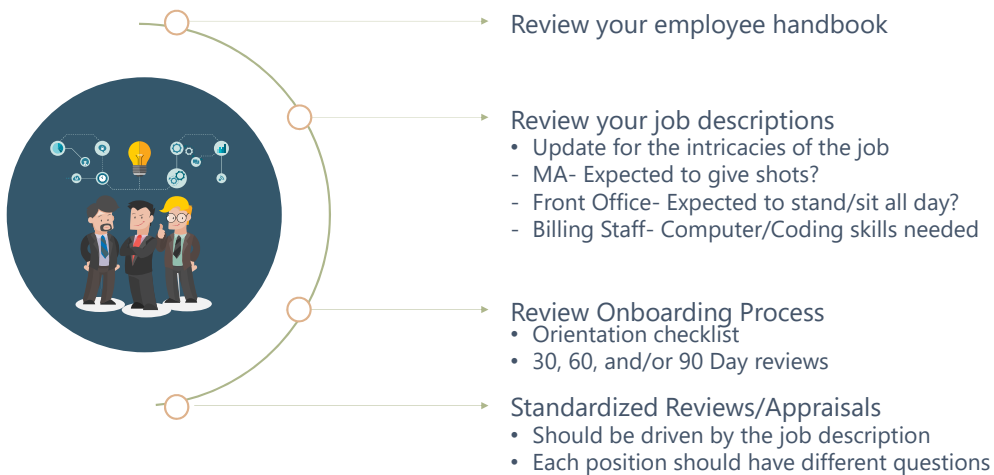 Review your employee handbook
Review your job descriptions
• Update for the intricacies of the job
- MA- Expected to give shots?
- Front Office- Expected to stand/sit all day?
- Billing Staff- Computer/Coding skills needed
Review Onboarding Process
• Orientation checklist
• 30, 60, and/or 90 Day reviews
Standardized Reviews/Appraisals
• Should be driven by the job description
• Each position should have different questions